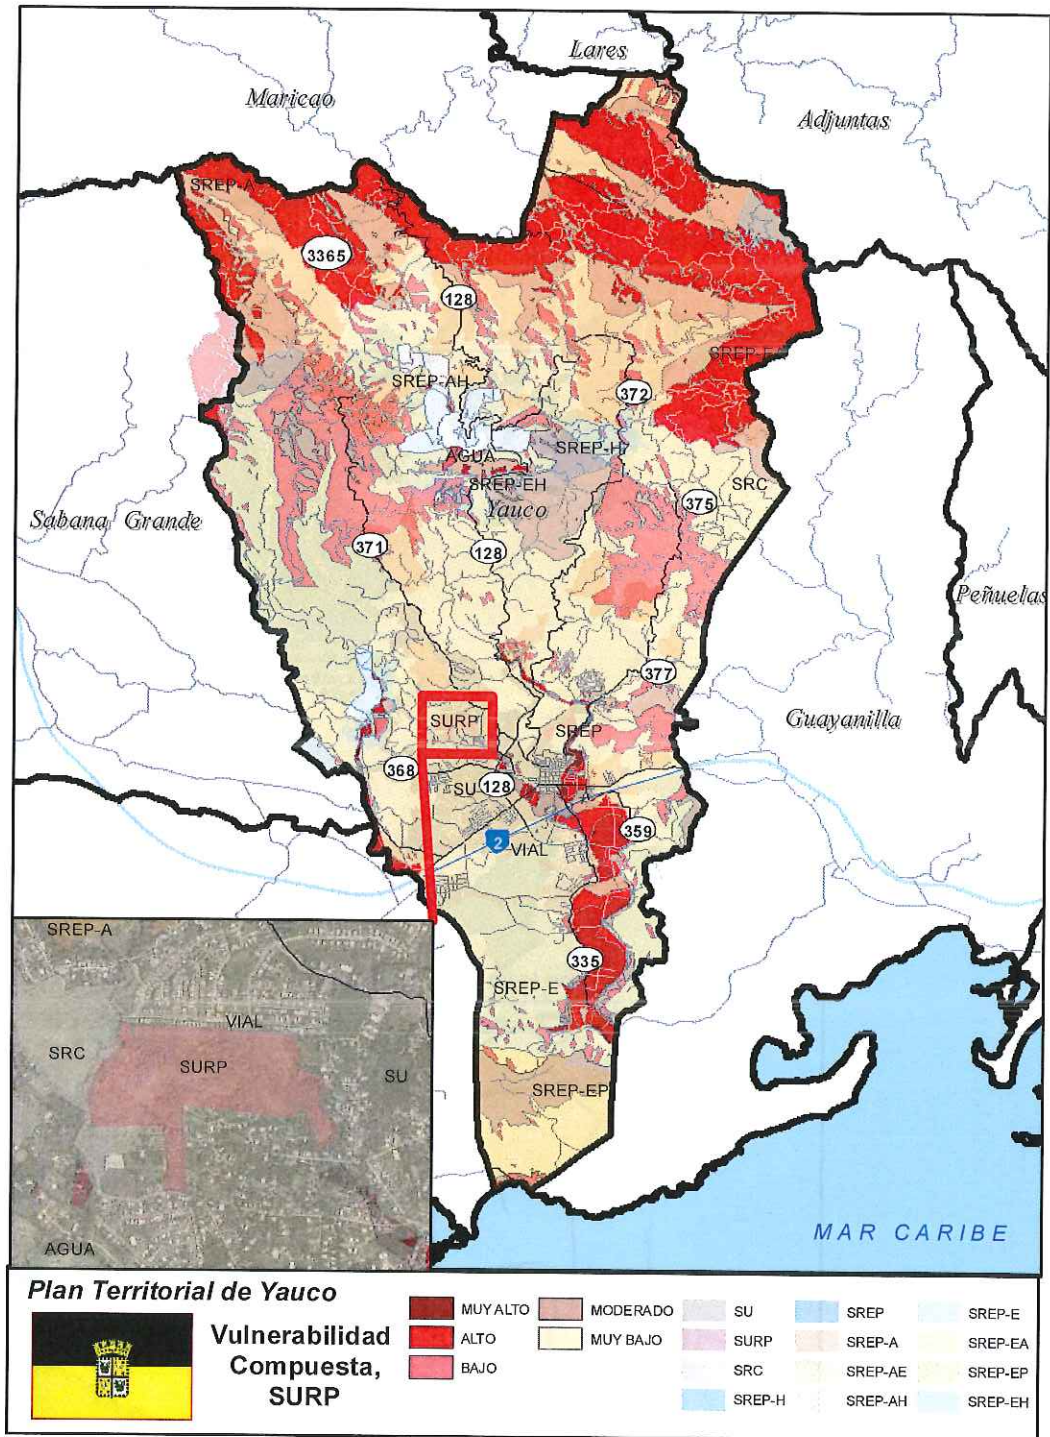 Lares
Maricao
Adjuntas
SREP-A
3365
128
SREP-AH
372
SREP-H
AGUA
SREP-EH
SRC
Yauco
375
Sabana Grande
371
128
Peñuelas
377
SURP
SREP
Guayanilla
368
SU
128
359
2
VIAL
335
SREP-E
SREP-EP
MAR CARIBE
SREP-A
VIAL
SRC
SURP
SU
AGUA
Plan Territorial de Yauco
Vulnerabilidad
Compuesta,
SURP
MUY ALTO
ALTO
BAJO
MODERADO
MUY BAJO
SU
SURP
SRC
SREP-H
SREP
SREP-A
SREP-AE
SREP-AH
SREP-E
SREP-EA
SREP-EP
SREP-EH